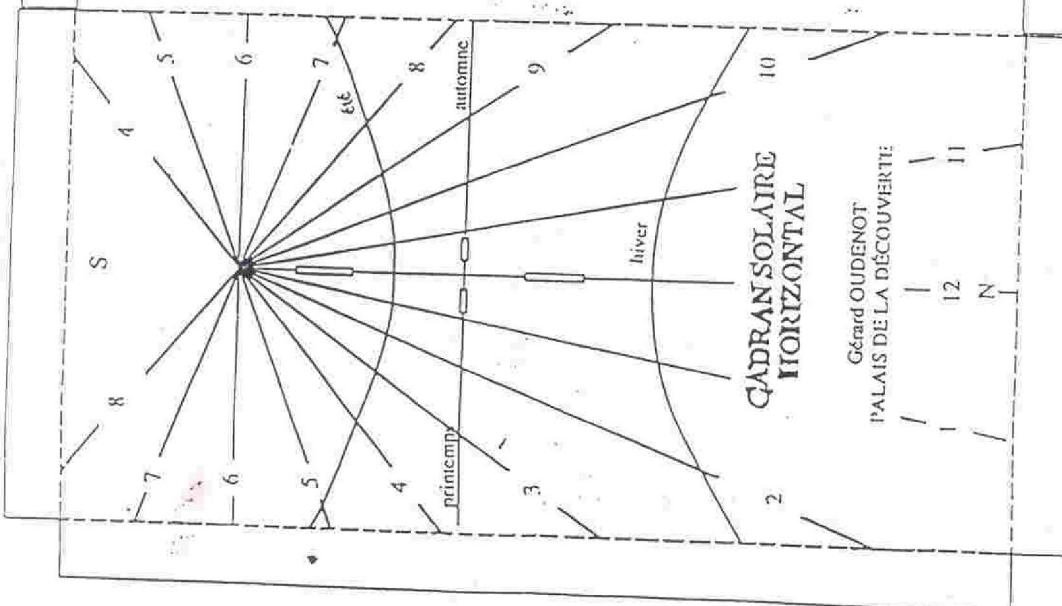 S
8 4
7 5
6 6
5 7
été
4 8
printemps automne
3 9
hiver
2 10
CADRAN SOLAIRE
HORIZONTAL
Gérard OUDENOT
PALAIS DE LA DÉCOUVERTE
1 12 11
N